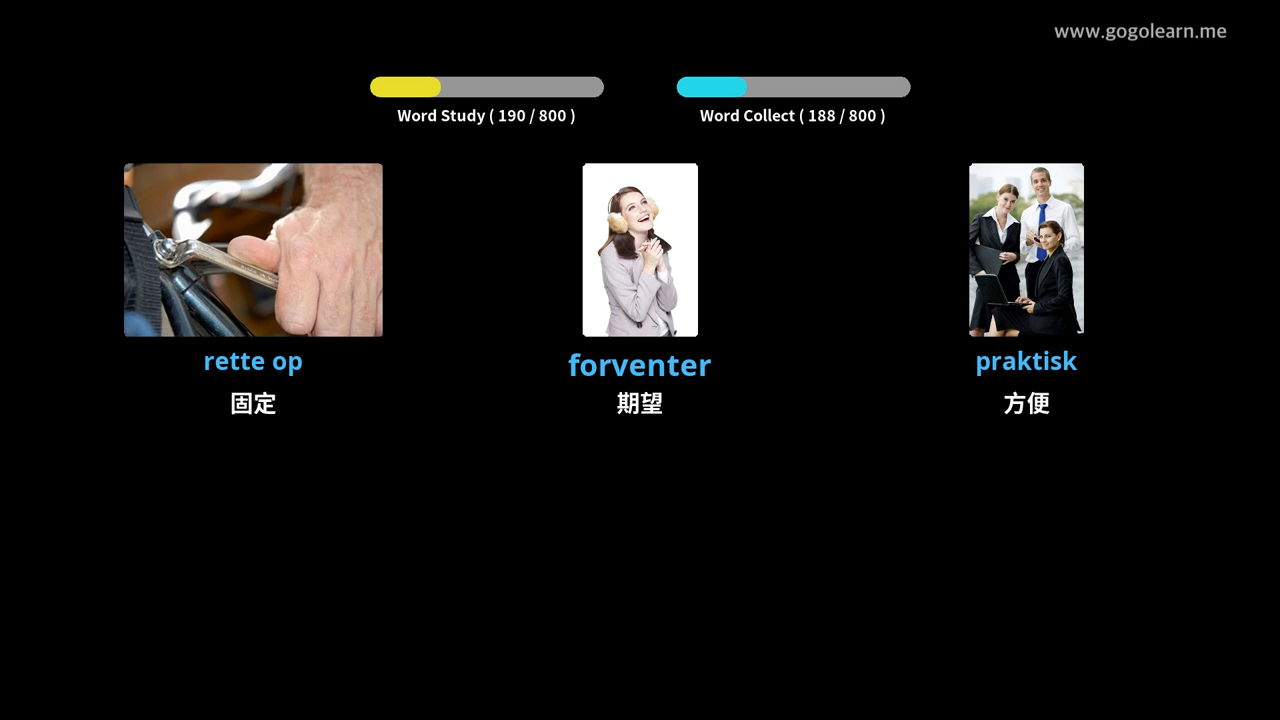 www.gogolearn.me
Word Study ( 190 / 800 )
Word Collect ( 188 / 800 )
rette op
forventer
praktisk
固定
期望
方便